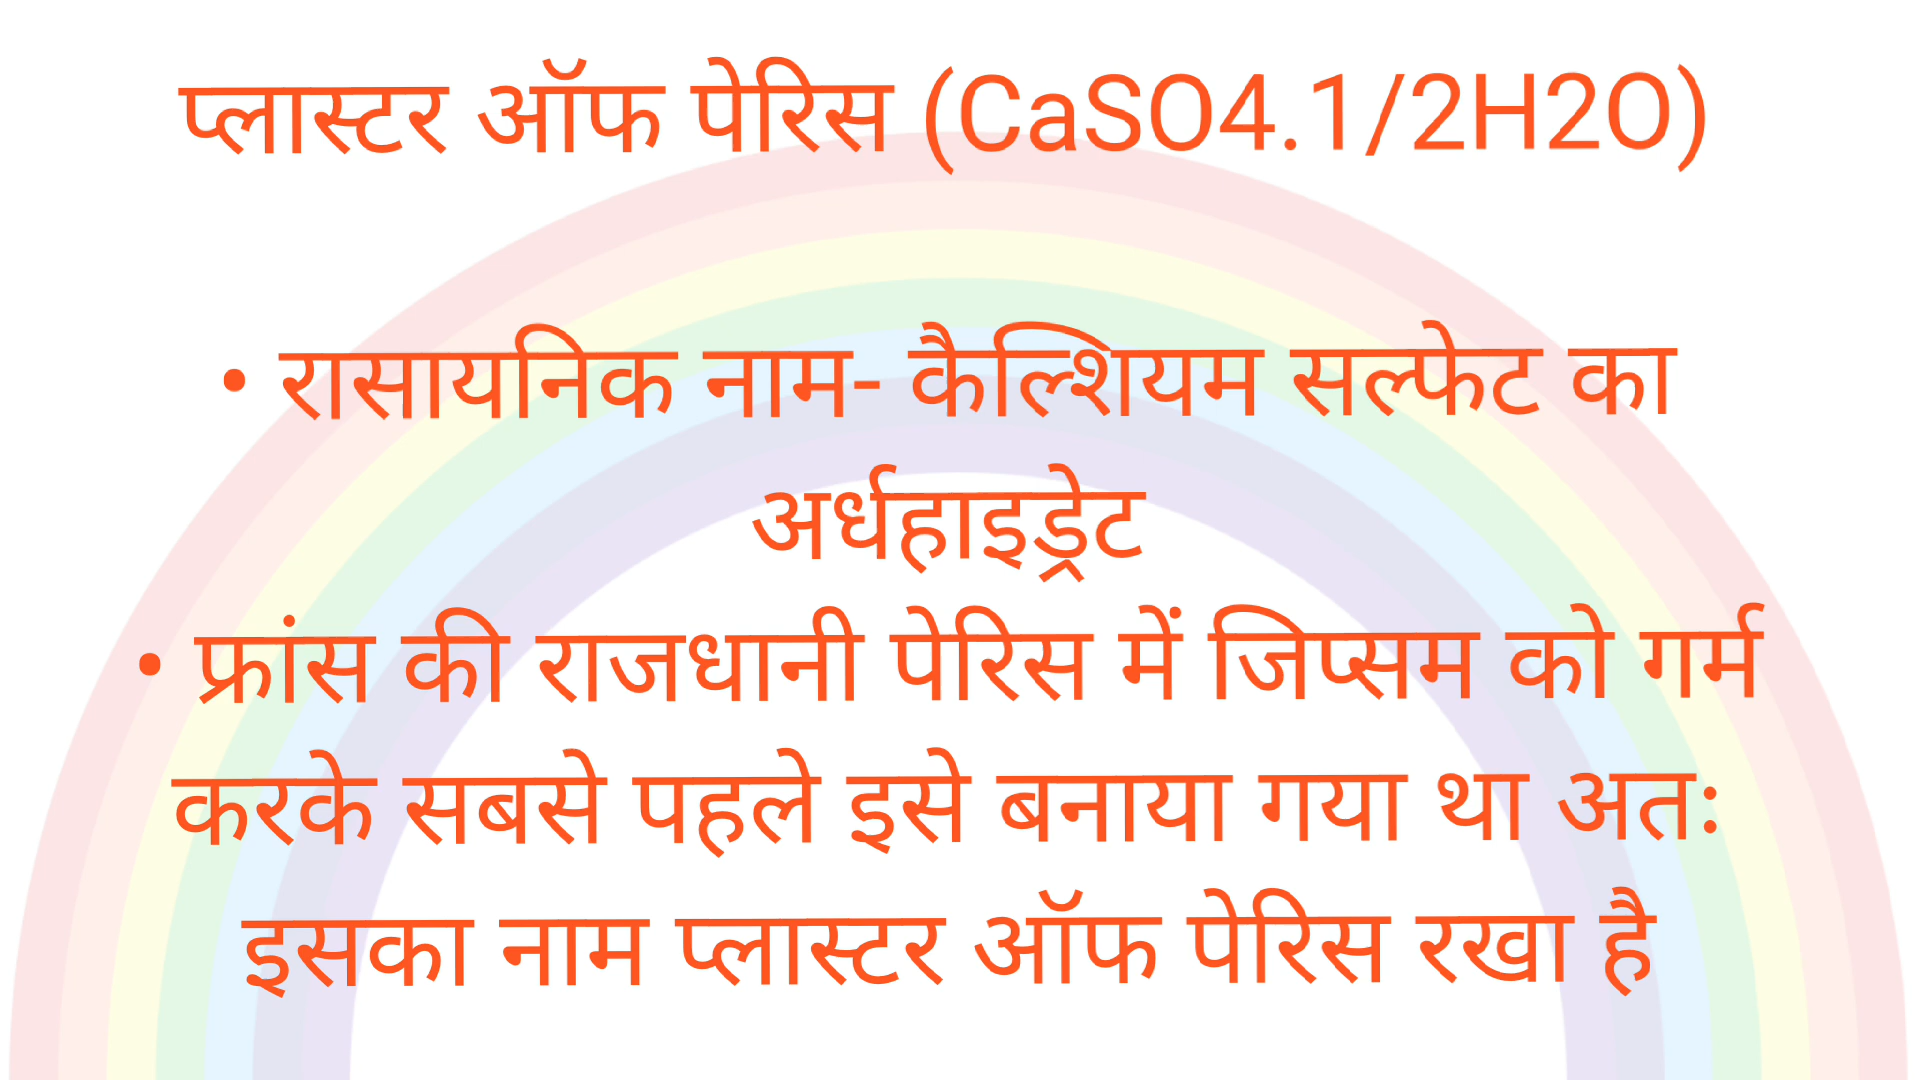 प्लास्टर ऑफ पेरिस (CaSO4.1/2H2O)
• रासायनिक नाम- कैल्शियम सल्फेट का
अर्धहाइड्रेट
• फ्रांस की राजधानी पेरिस में जिप्सम को गर्म
करके सबसे पहले इसे बनाया गया था अतः
इसका नाम प्लास्टर ऑफ पेरिस रखा है